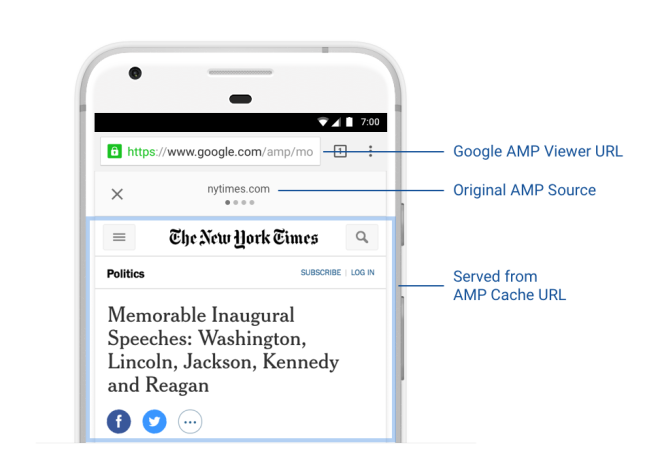 7:00
https://www.google.com/amp/mo
1
Google AMP Viewer URL
nytimes.com
Original AMP Source
The New York Times
Politics
SUBSCRIBE | LOG IN
Served from
AMP Cache URL
Memorable Inaugural
Speeches: Washington,
Lincoln, Jackson, Kennedy
and Reagan